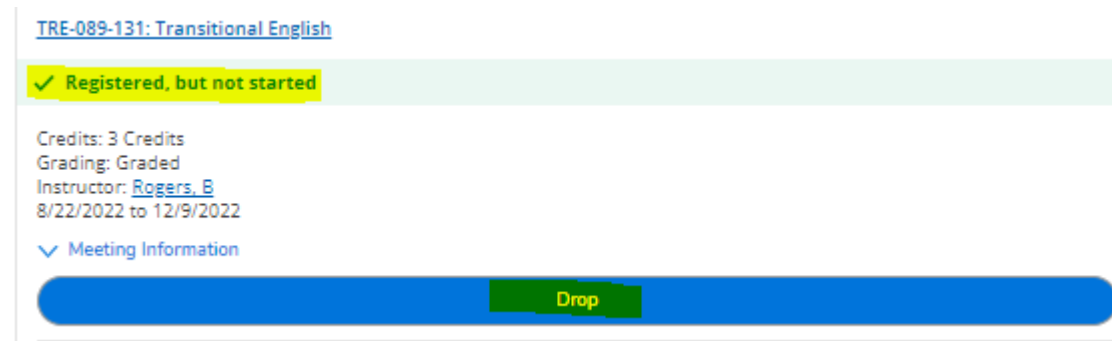 TRE-089-131: Transitional English
Registered, but not started
Credits: 3 Credits
Grading: Graded
Instructor: Rogers, B
8/22/2022 to 12/9/2022
Meeting Information
Drop